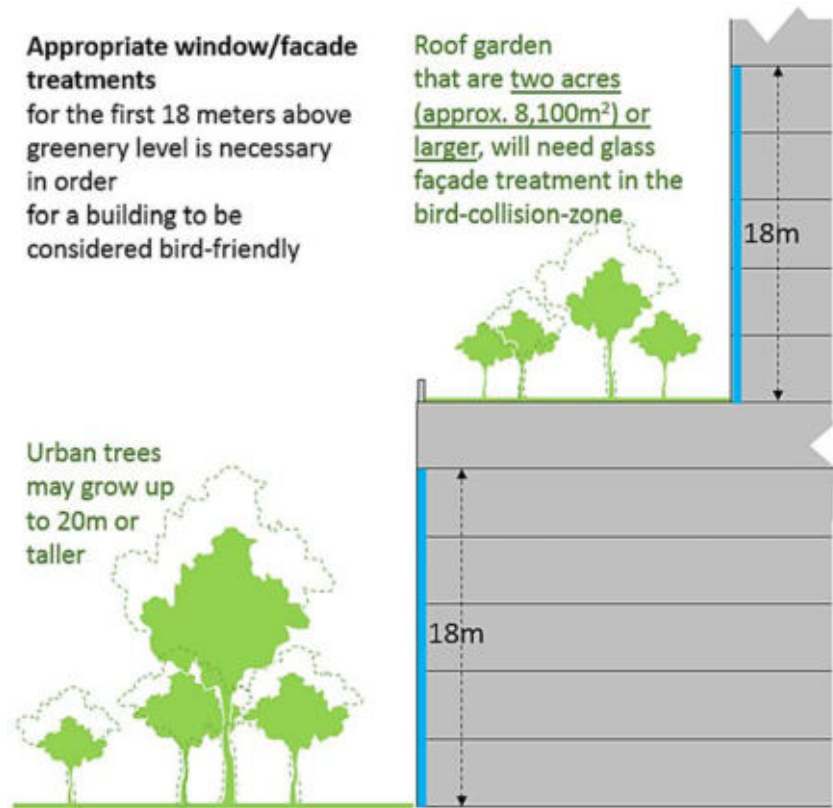 Appropriate window/facade
treatments
for the first 18 meters above
greenery level is necessary
in order
for a building to be
considered bird-friendly
Roof garden
that are two acres
(approx. 8,100m²) or
larger, will need glass
façade treatment in the
bird-collision-zone
18m
Urban trees
may grow up
to 20m or
taller
18m